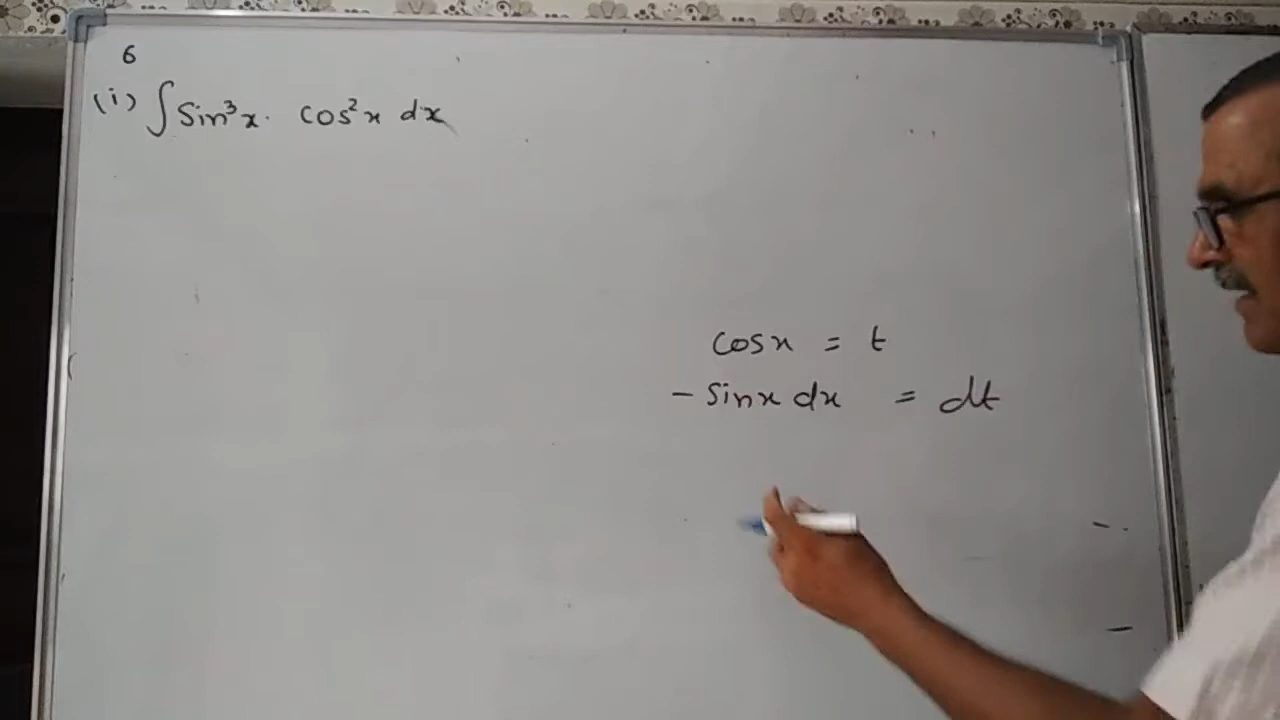 6
(i) ∫ Sin³x. cos²x dx
cosx = t
- sinx dx = dt